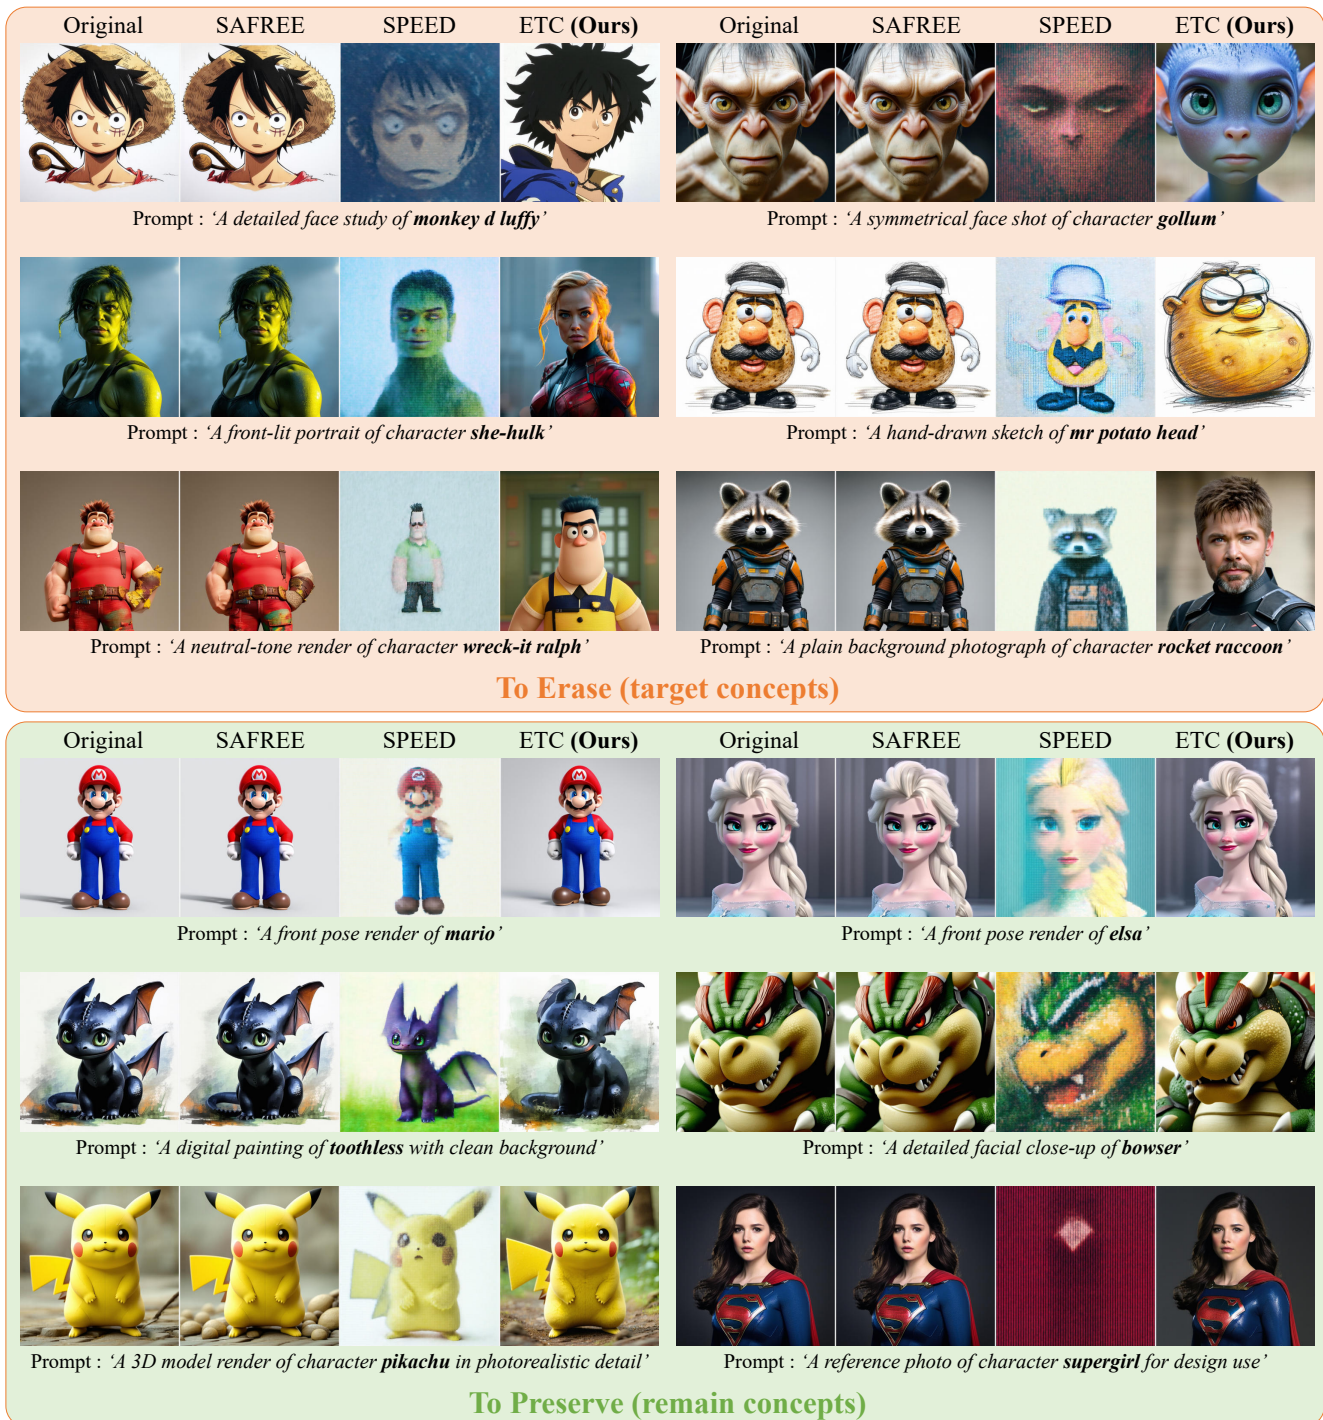 Original SAFREE SPEED ETC (Ours) Original SAFREE SPEED ETC (Ours)
Prompt : ‘A detailed face study of monkey d luffy’
Prompt : ‘A symmetrical face shot of character gollum’
Prompt : ‘A front-lit portrait of character she-hulk’
Prompt : ‘A hand-drawn sketch of mr potato head’
Prompt : ‘A neutral-tone render of character wreck-it ralph’
Prompt : ‘A plain background photograph of character rocket raccoon’
To Erase (target concepts)
Original SAFREE SPEED ETC (Ours) Original SAFREE SPEED ETC (Ours)
M M M M
Prompt : ‘A front pose render of mario’
Prompt : ‘A front pose render of elsa’
Prompt : ‘A digital painting of toothless with clean background’
Prompt : ‘A detailed facial close-up of bowser’
Prompt : ‘A 3D model render of character pikachu in photorealistic detail’
Prompt : ‘A reference photo of character supergirl for design use’
To Preserve (remain concepts)